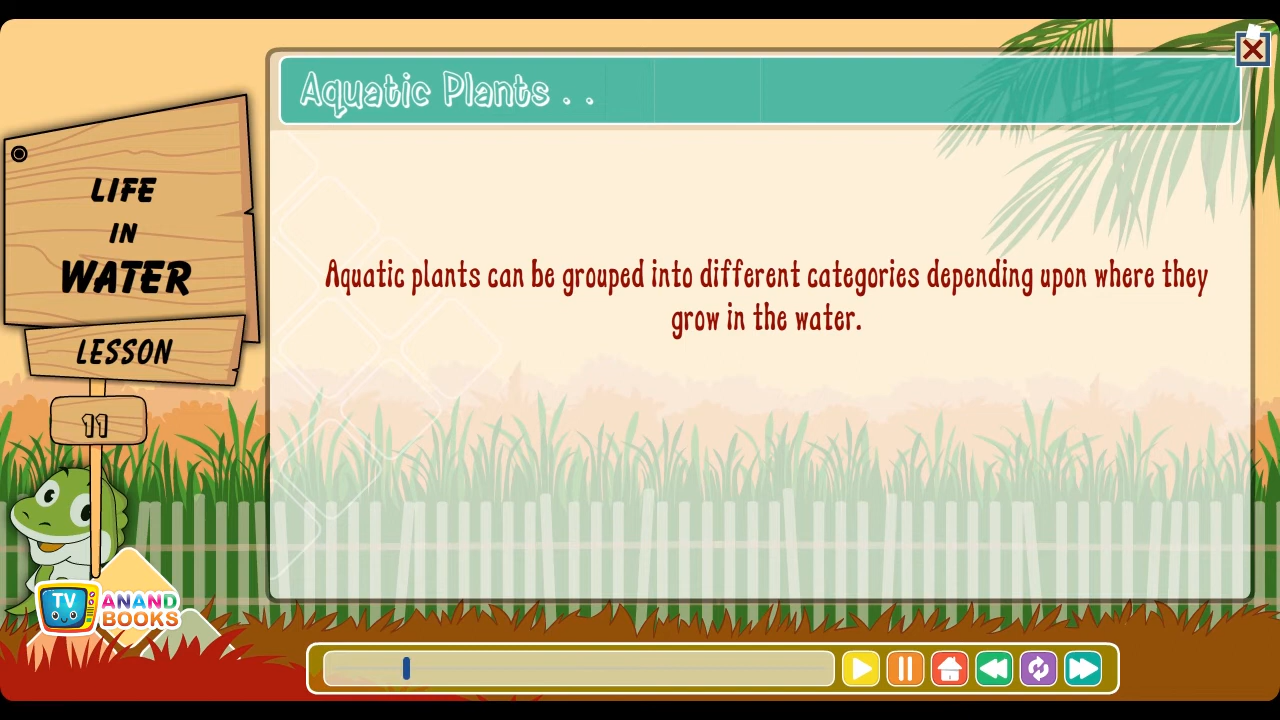 Aquatic Plants . .
LIFE
IN
WATER
LESSON
11
Aquatic plants can be grouped into different categories depending upon where they
grow in the water.
TV
ANAND
BOOKS